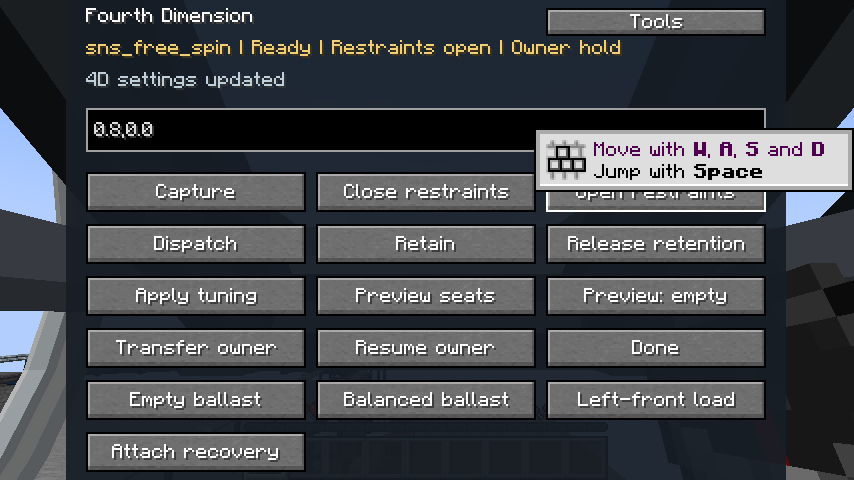 Fourth Dimension
Tools
sns_free_spin | Ready | Restraints open | Owner hold
4D settings updated
0.8,0.0
Move with W, A, S and D
Jump with Space
Capture
Close restraints
Open restraints
Dispatch
Retain
Release retention
Apply tuning
Preview seats
Preview: empty
Transfer owner
Resume owner
Done
Empty ballast
Balanced ballast
Left-front load
Attach recovery